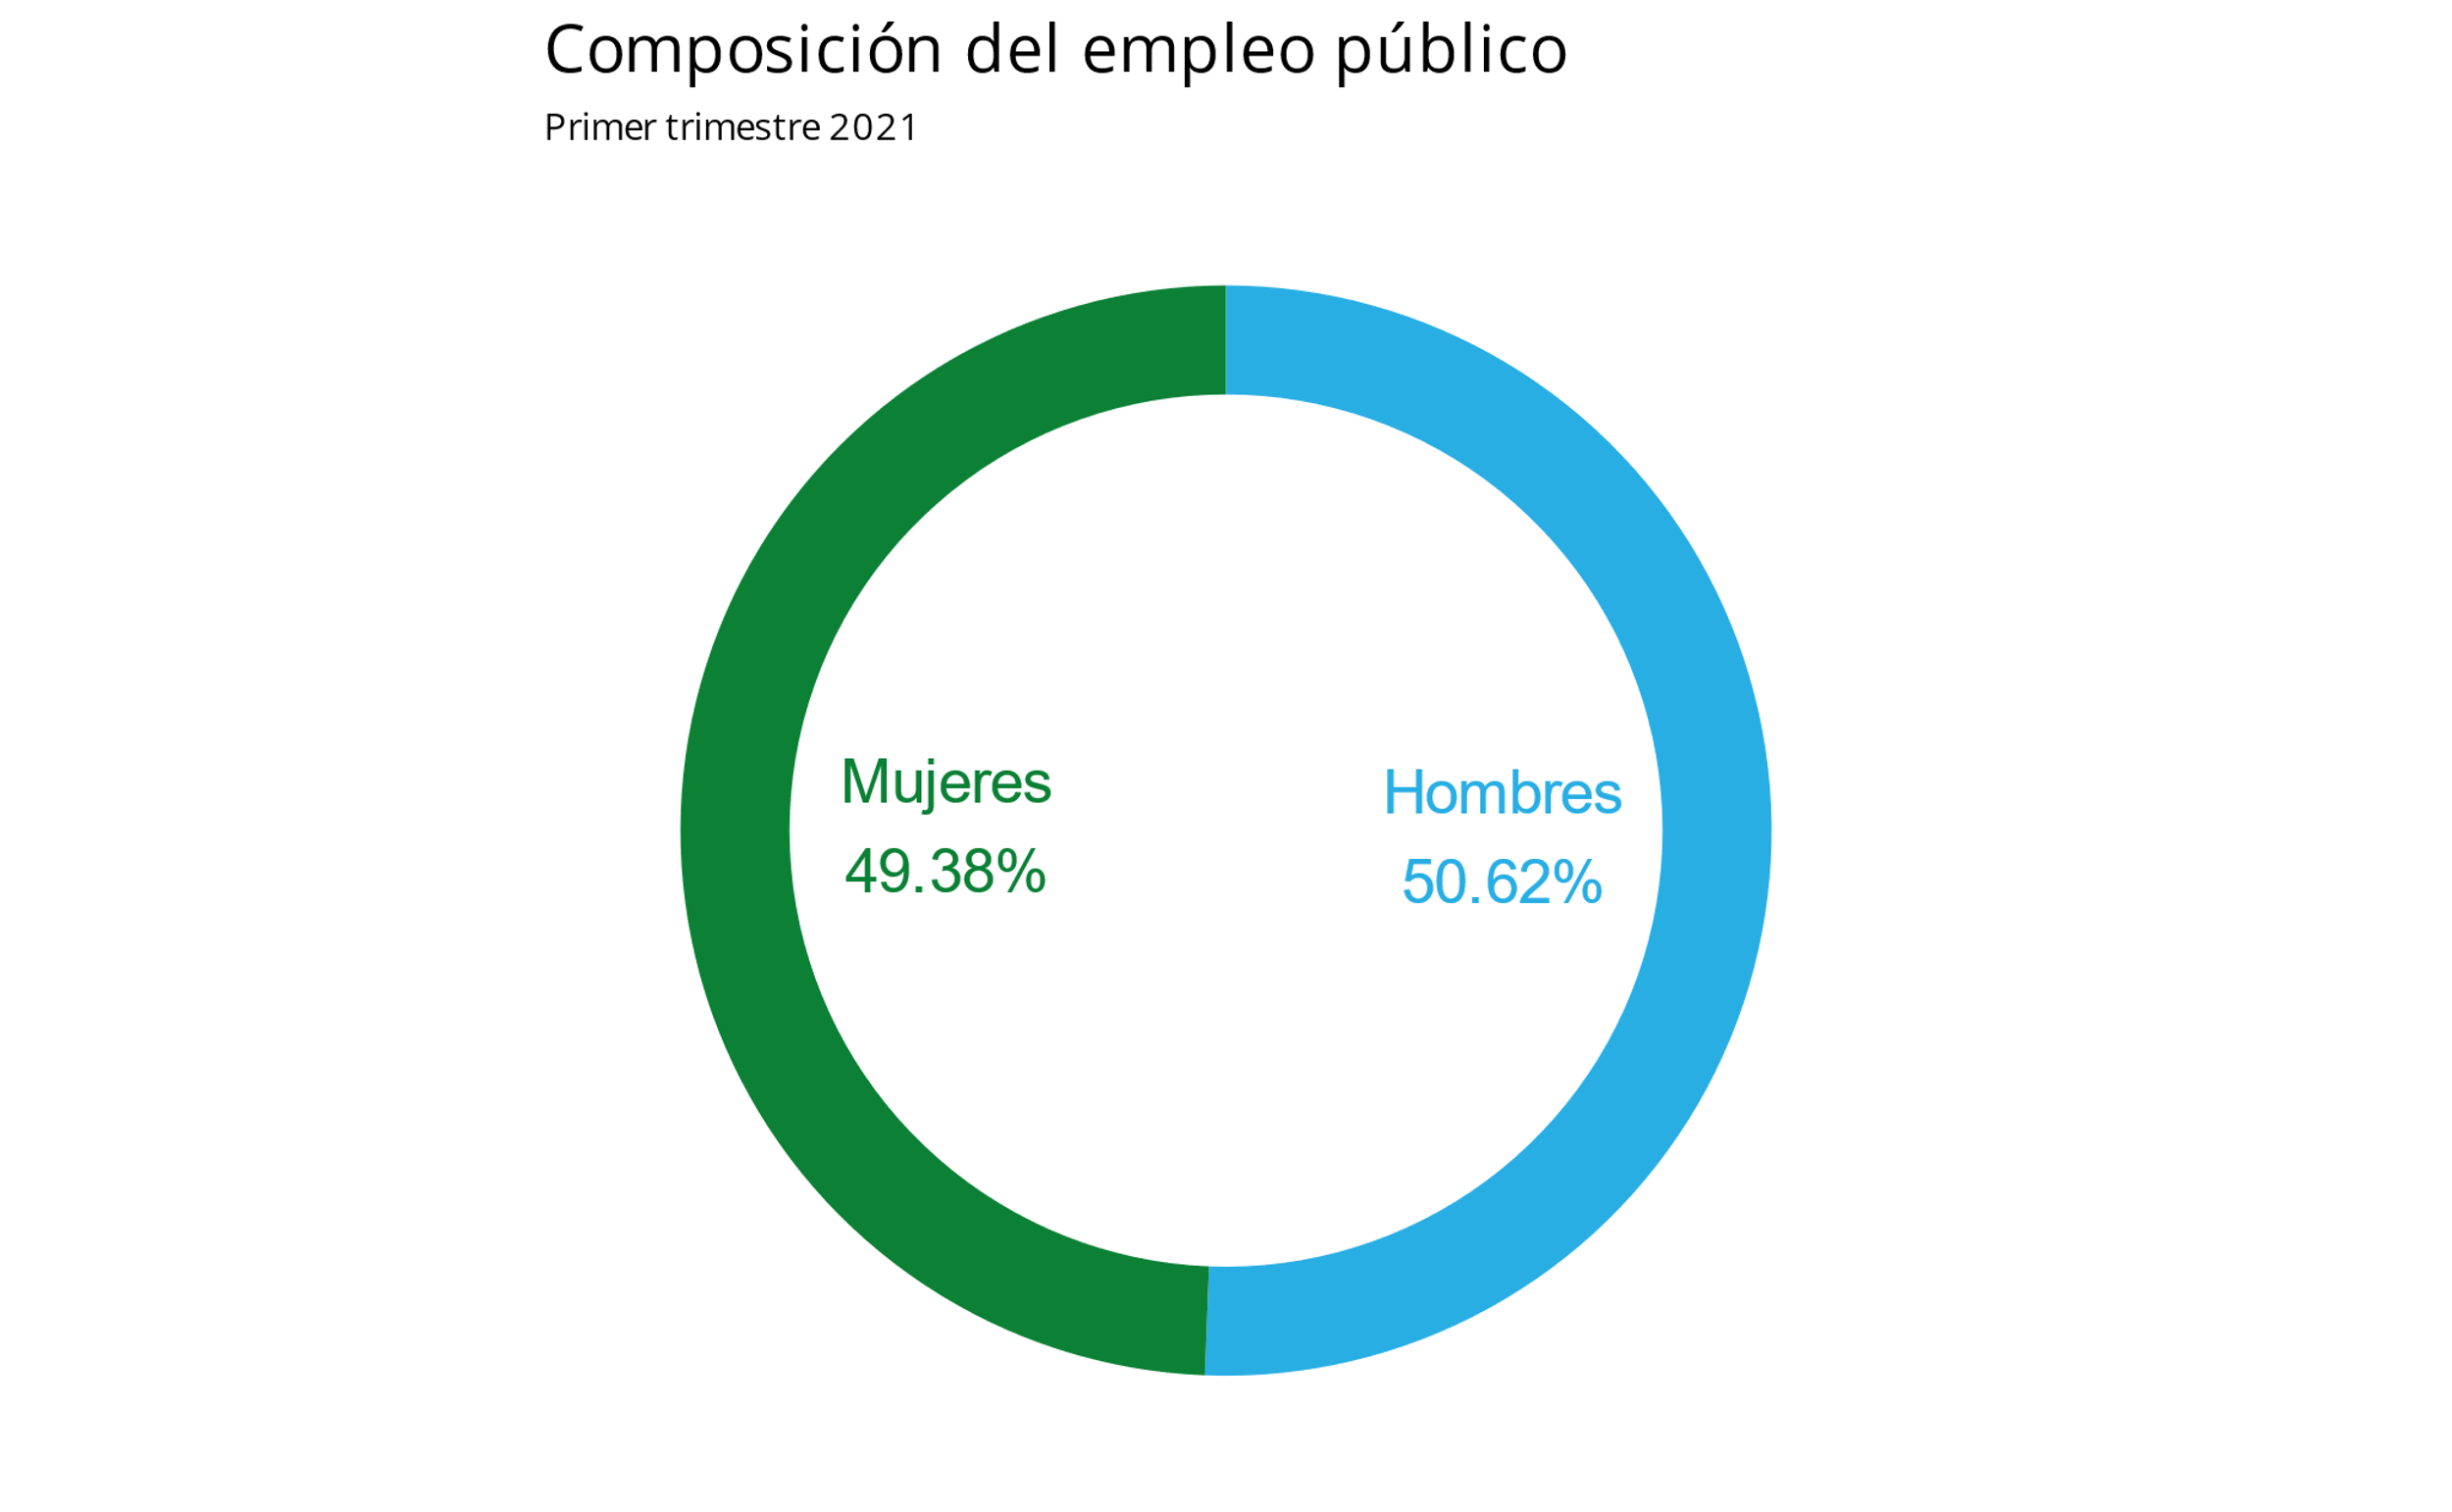 Composición del empleo público
Primer trimestre 2021
Mujeres
49.38%
Hombres
50.62%